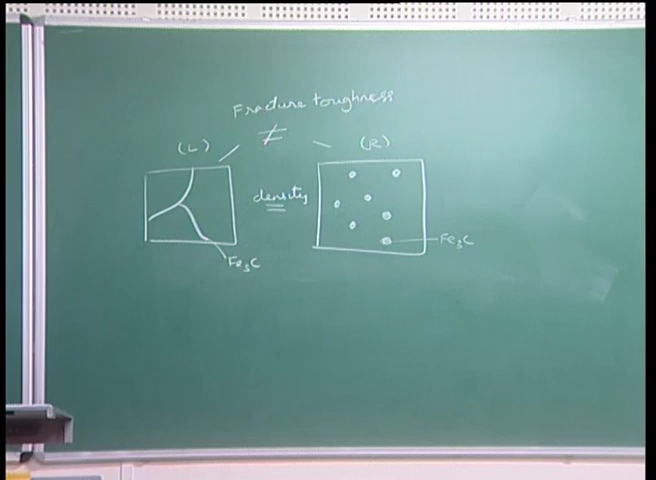 Fracture toughness
≠
(L)
(R)
density
Fe₃C
Fe₃C